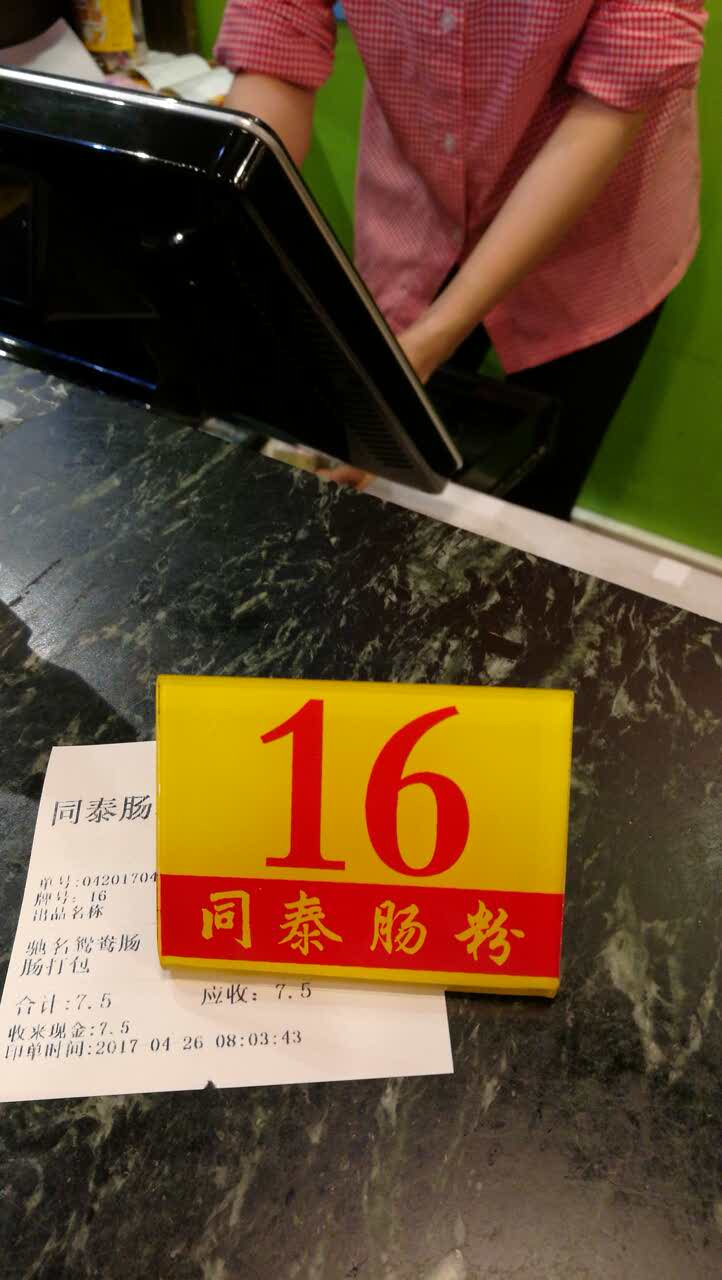 16
同泰肠粉
同泰肠
单号:04201704
牌号: 16
出品名称
驰名鸳鸯肠
肠打包
合计:7.5 应收: 7.5
收来现金:7.5
印单时间:2017 04 26 08:03:43